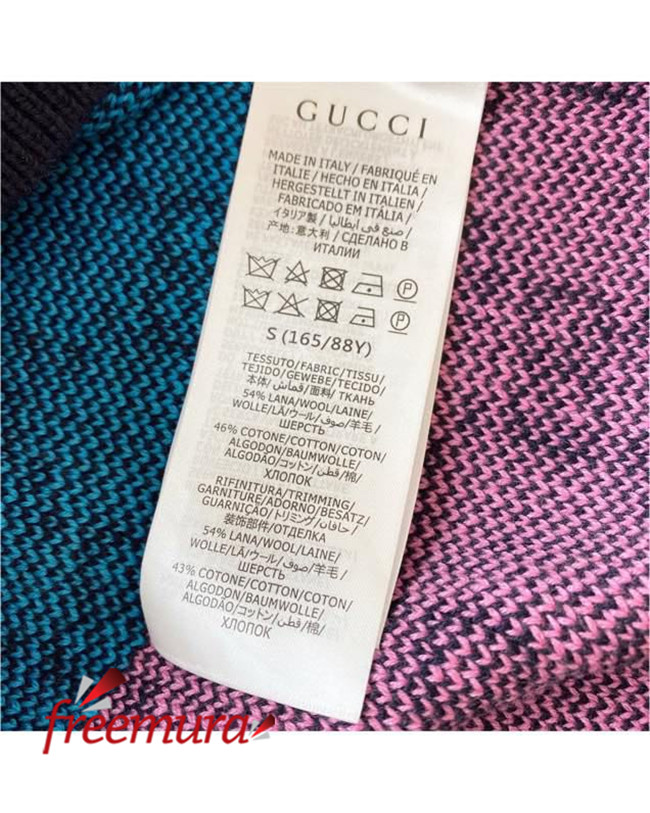 GUCCI
MADE IN ITALY / FABRIQUÉ EN
ITALIE / HECHO EN ITALIA /
HERGESTELLT IN ITALIEN /
FABRICADO EM ITÁLIA /
イタリア製 / صنع في ايطاليا /
产地:意大利 / СДЕЛАНО В
ИТАЛИИ
P
P
S (165/88Y)
TESSUTO/FABRIC/TISSU/
TEJIDO/GEWEBE/TECIDO/
本体/ قماش/面料/ ТКАНЬ
54% LANA/WOOL/LAINE/
WOLLE/LÃ/ウール/صوف/羊毛/
ШЕРСТЬ
46% COTONE/COTTON/COTON/
ALGODON/BAUMWOLLE/
ALGODÃO/コットン/قطن/棉/
ХЛОПОК
RIFINITURA/TRIMMING/
GARNITURE/ADORNO/BESATZ/
GUARNIÇÃO/トリミング/حافات/
装饰部件/ОТДЕЛКА
54% LANA/WOOL/LAINE/
WOLLE/LÃ/ウール/صوف/羊毛/
ШЕРСТЬ
43% COTONE/COTTON/COTON/
ALGODON/BAUMWOLLE/
ALGODÃO/コットン/قطن/棉/
ХЛОПОК
freemura